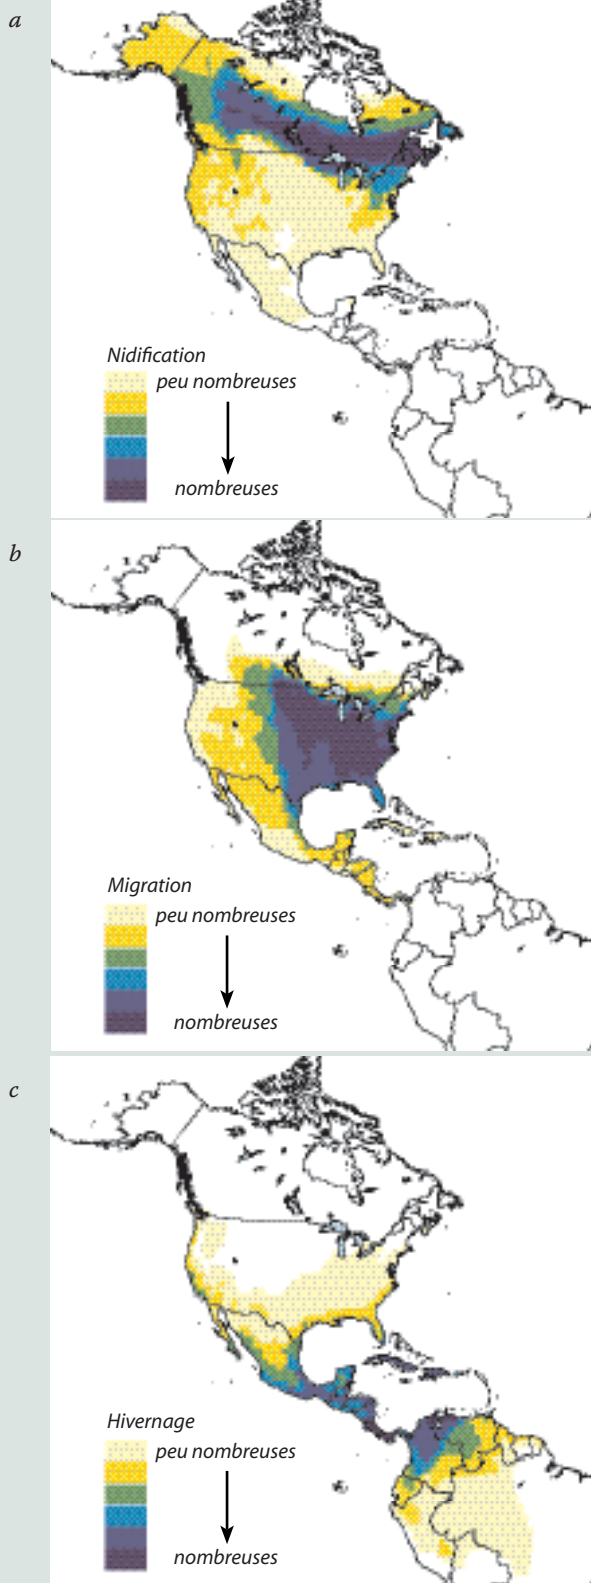 a
Nidification
peu nombreuses
nombreuses
b
Migration
peu nombreuses
nombreuses
c
Hivernage
peu nombreuses
nombreuses